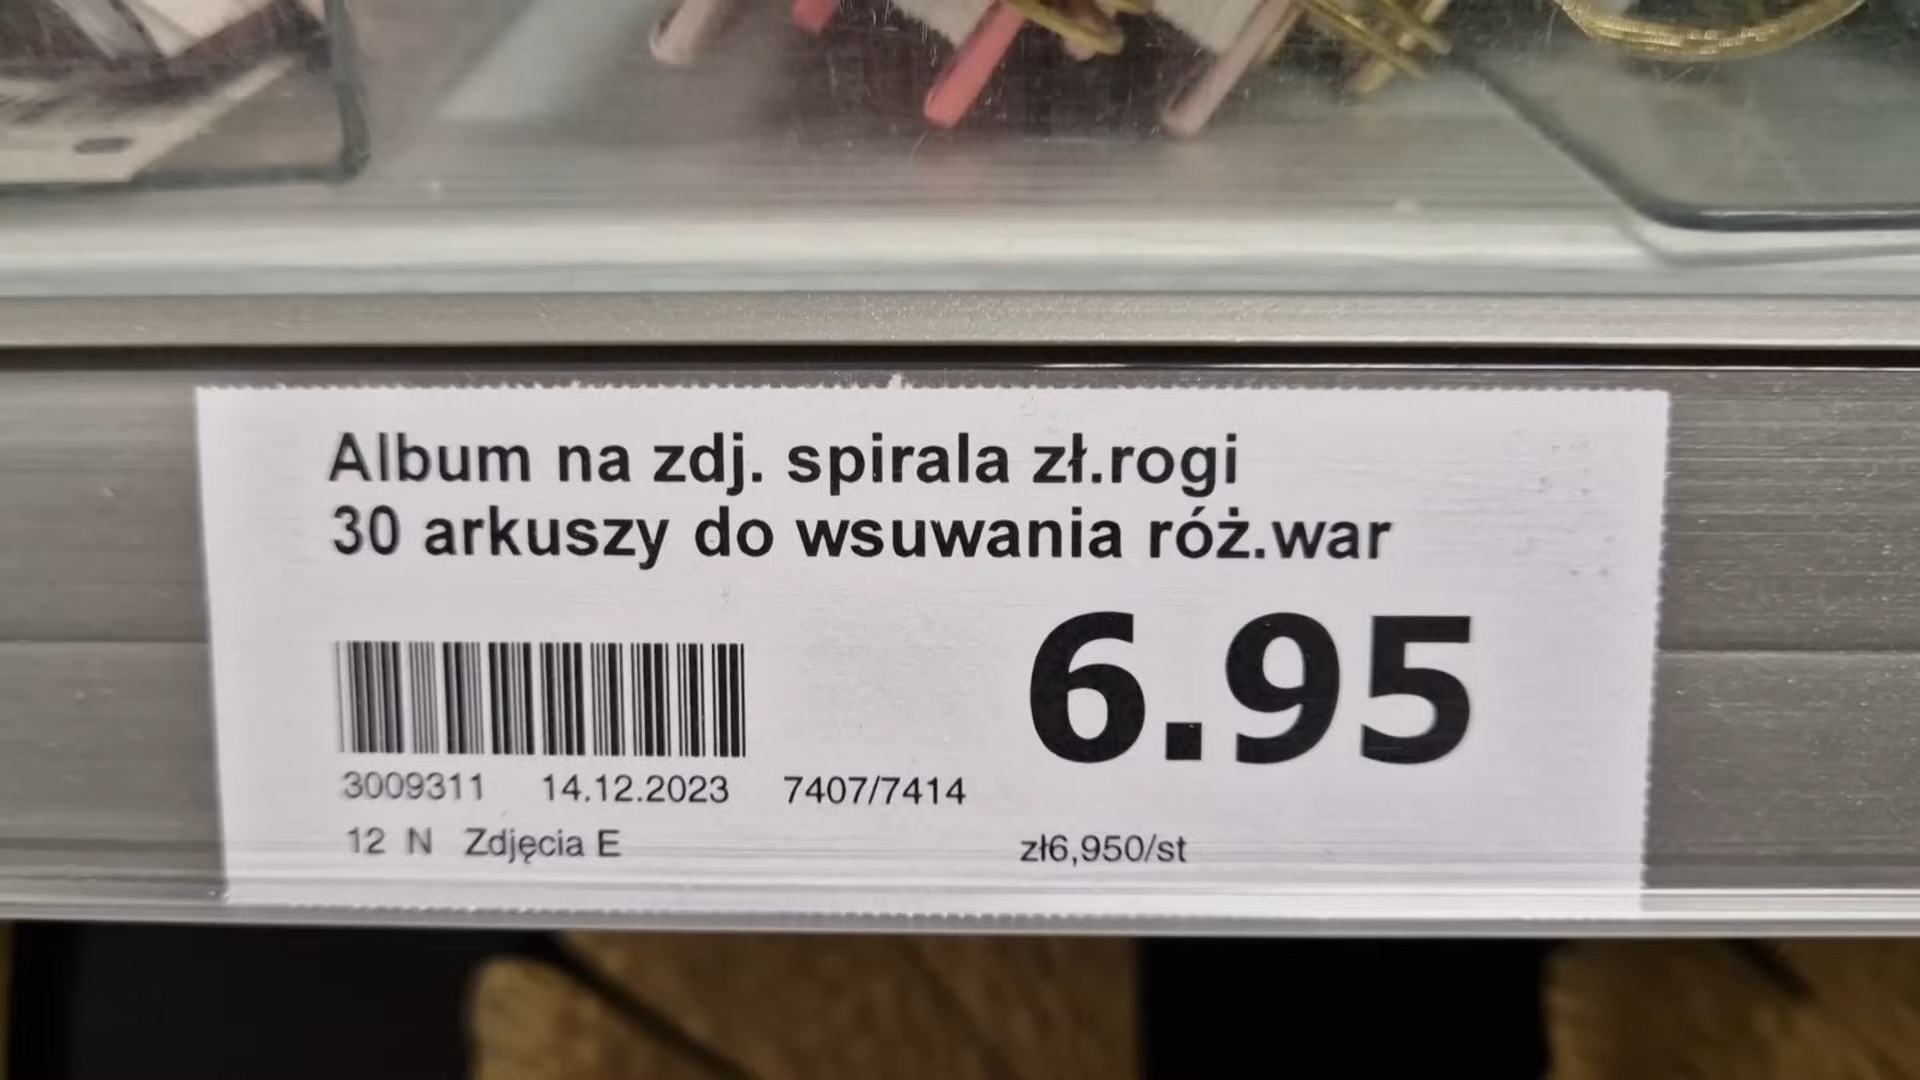 Album na zdj. spirala zł.rogi
30 arkuszy do wsuwania róż.war
6.95
3009311 14.12.2023 7407/7414
12 N Zdjęcia E zł6,950/st